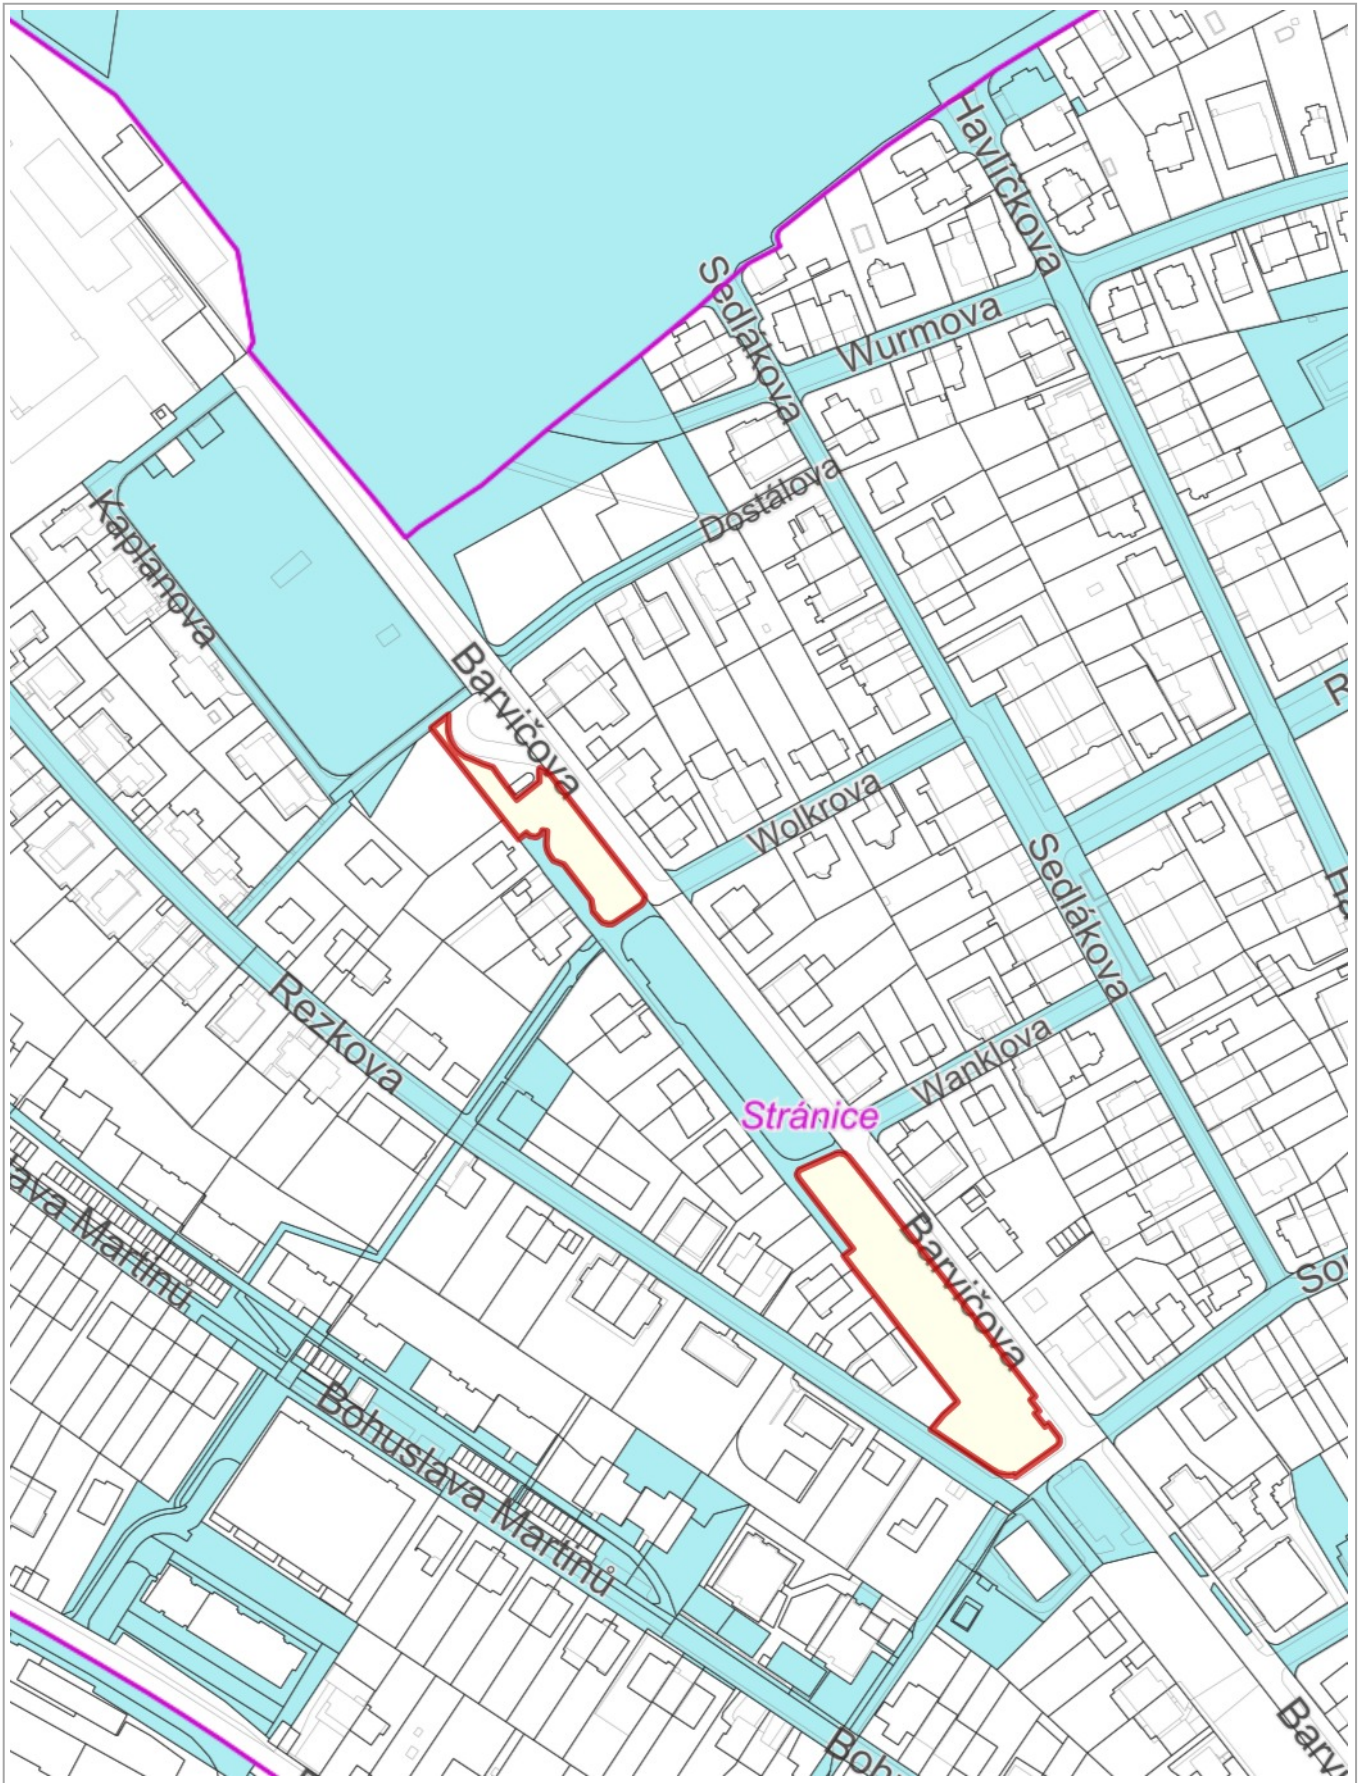 Havlíčkova
Sedlákova
Wurmova
Dostálova
Kaplanova
Barvičova
Wolkrova
Sedlákova
Rezkova
Wanklova
Stránice
Barvičova
Bohuslava Martinů